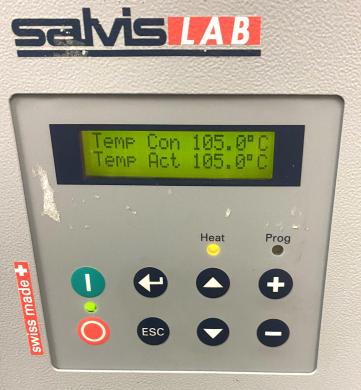 salvis LAB
Temp Con 105.0°C
Temp Act 105.0°C
Heat Prog
I
ESC
swiss made